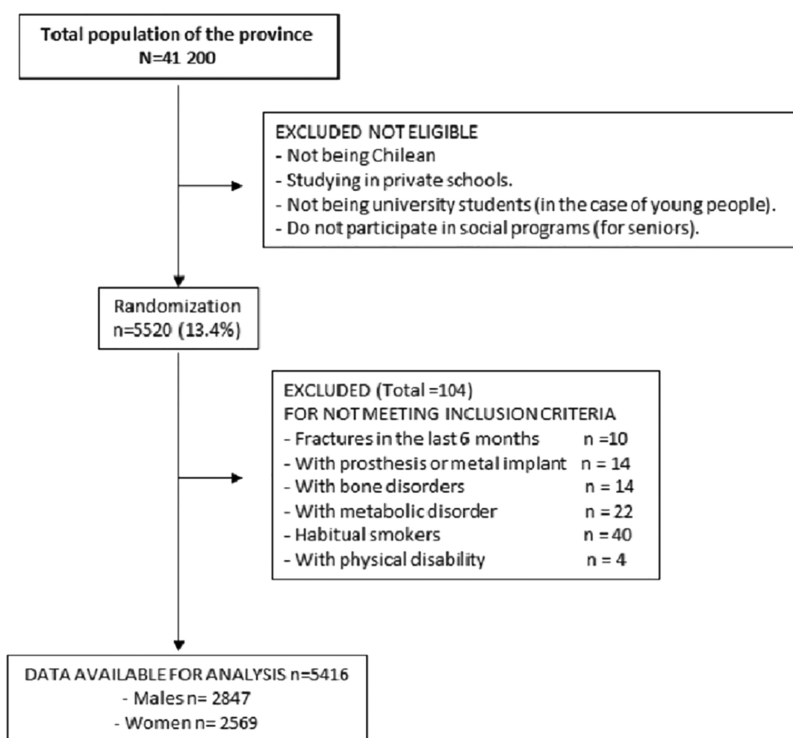 Total population of the province
N=41 200
EXCLUDED NOT ELIGIBLE
- Not being Chilean
- Studying in private schools.
- Not being university students (in the case of young people).
- Do not participate in social programs (for seniors).
Randomization
n=5520 (13.4%)
EXCLUDED (Total =104)
FOR NOT MEETING INCLUSION CRITERIA
- Fractures in the last 6 months n =10
- With prosthesis or metal implant n = 14
- With bone disorders n = 14
- With metabolic disorder n = 22
- Habitual smokers n = 40
- With physical disability n = 4
DATA AVAILABLE FOR ANALYSIS n=5416
- Males n= 2847
- Women n= 2569